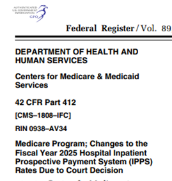 GPO
Federal Register / Vol. 89
DEPARTMENT OF HEALTH AND
HUMAN SERVICES
Centers for Medicare & Medicaid
Services
42 CFR Part 412
[CMS–1808–IFC]
RIN 0938–AV34
Medicare Program; Changes to the
Fiscal Year 2025 Hospital Inpatient
Prospective Payment System (IPPS)
Rates Due to Court Decision